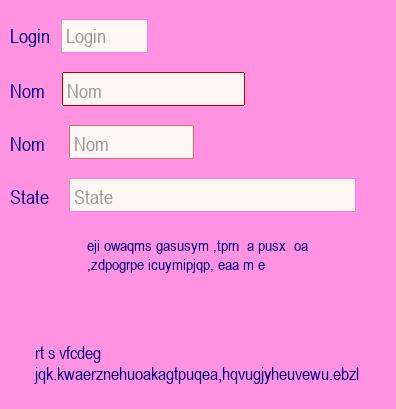 Login Login
Nom Nom
Nom Nom
State State
eji owaqms gasusym ,tprn  a pusx  oa
,zdpogrpe icuymipjqp, eaa m e
rt s vfcdeg
jqk.kwaerznehuoakagtpuqea,hqvugjyheuvewu.ebzl